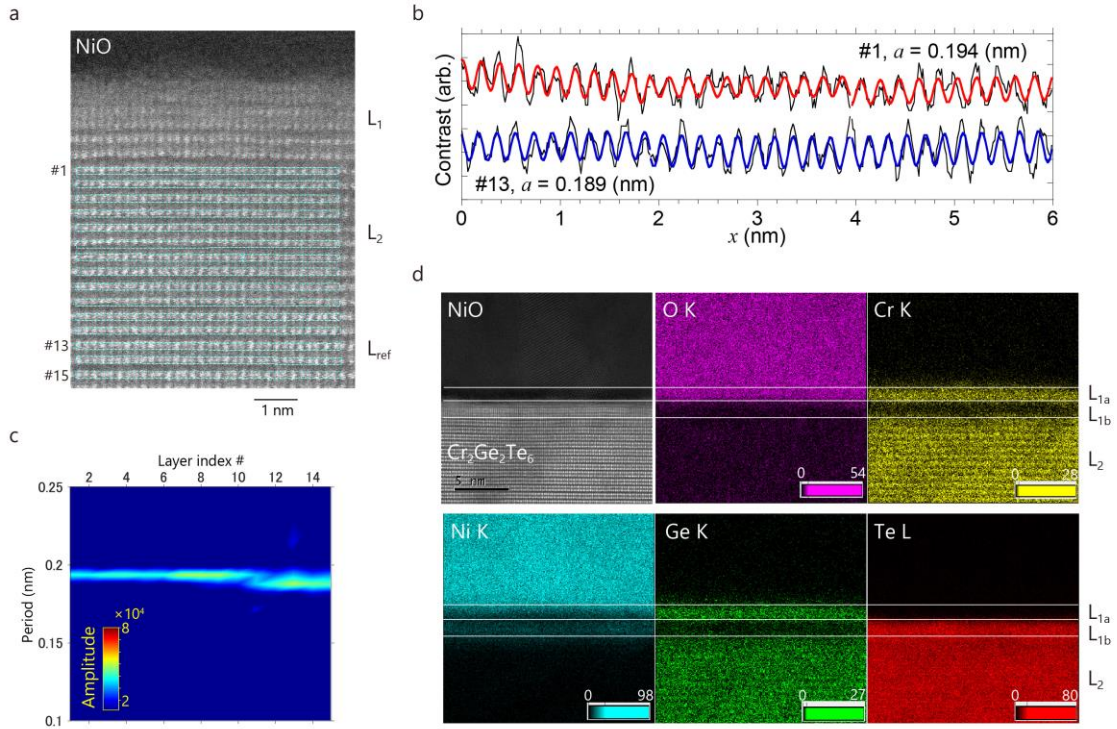 a
NiO
L1
#1
L2
#13
Lref
#15
1 nm
b
#1, a = 0.194 (nm)
Contrast (arb.)
#13, a = 0.189 (nm)
0 1 2 3 4 5 6
x (nm)
c
Layer index #
2 4 6 8 10 12 14
0.25
0.2
0.15
0.1
Period (nm)
×10⁴
8
2
Amplitude
d
NiO
Cr2Ge2Te6
5 nm
O K
0 54
Cr K
0 28
L1a
L1b
L2
Ni K
0 98
Ge K
0 27
Te L
0 80
L1a
L1b
L2